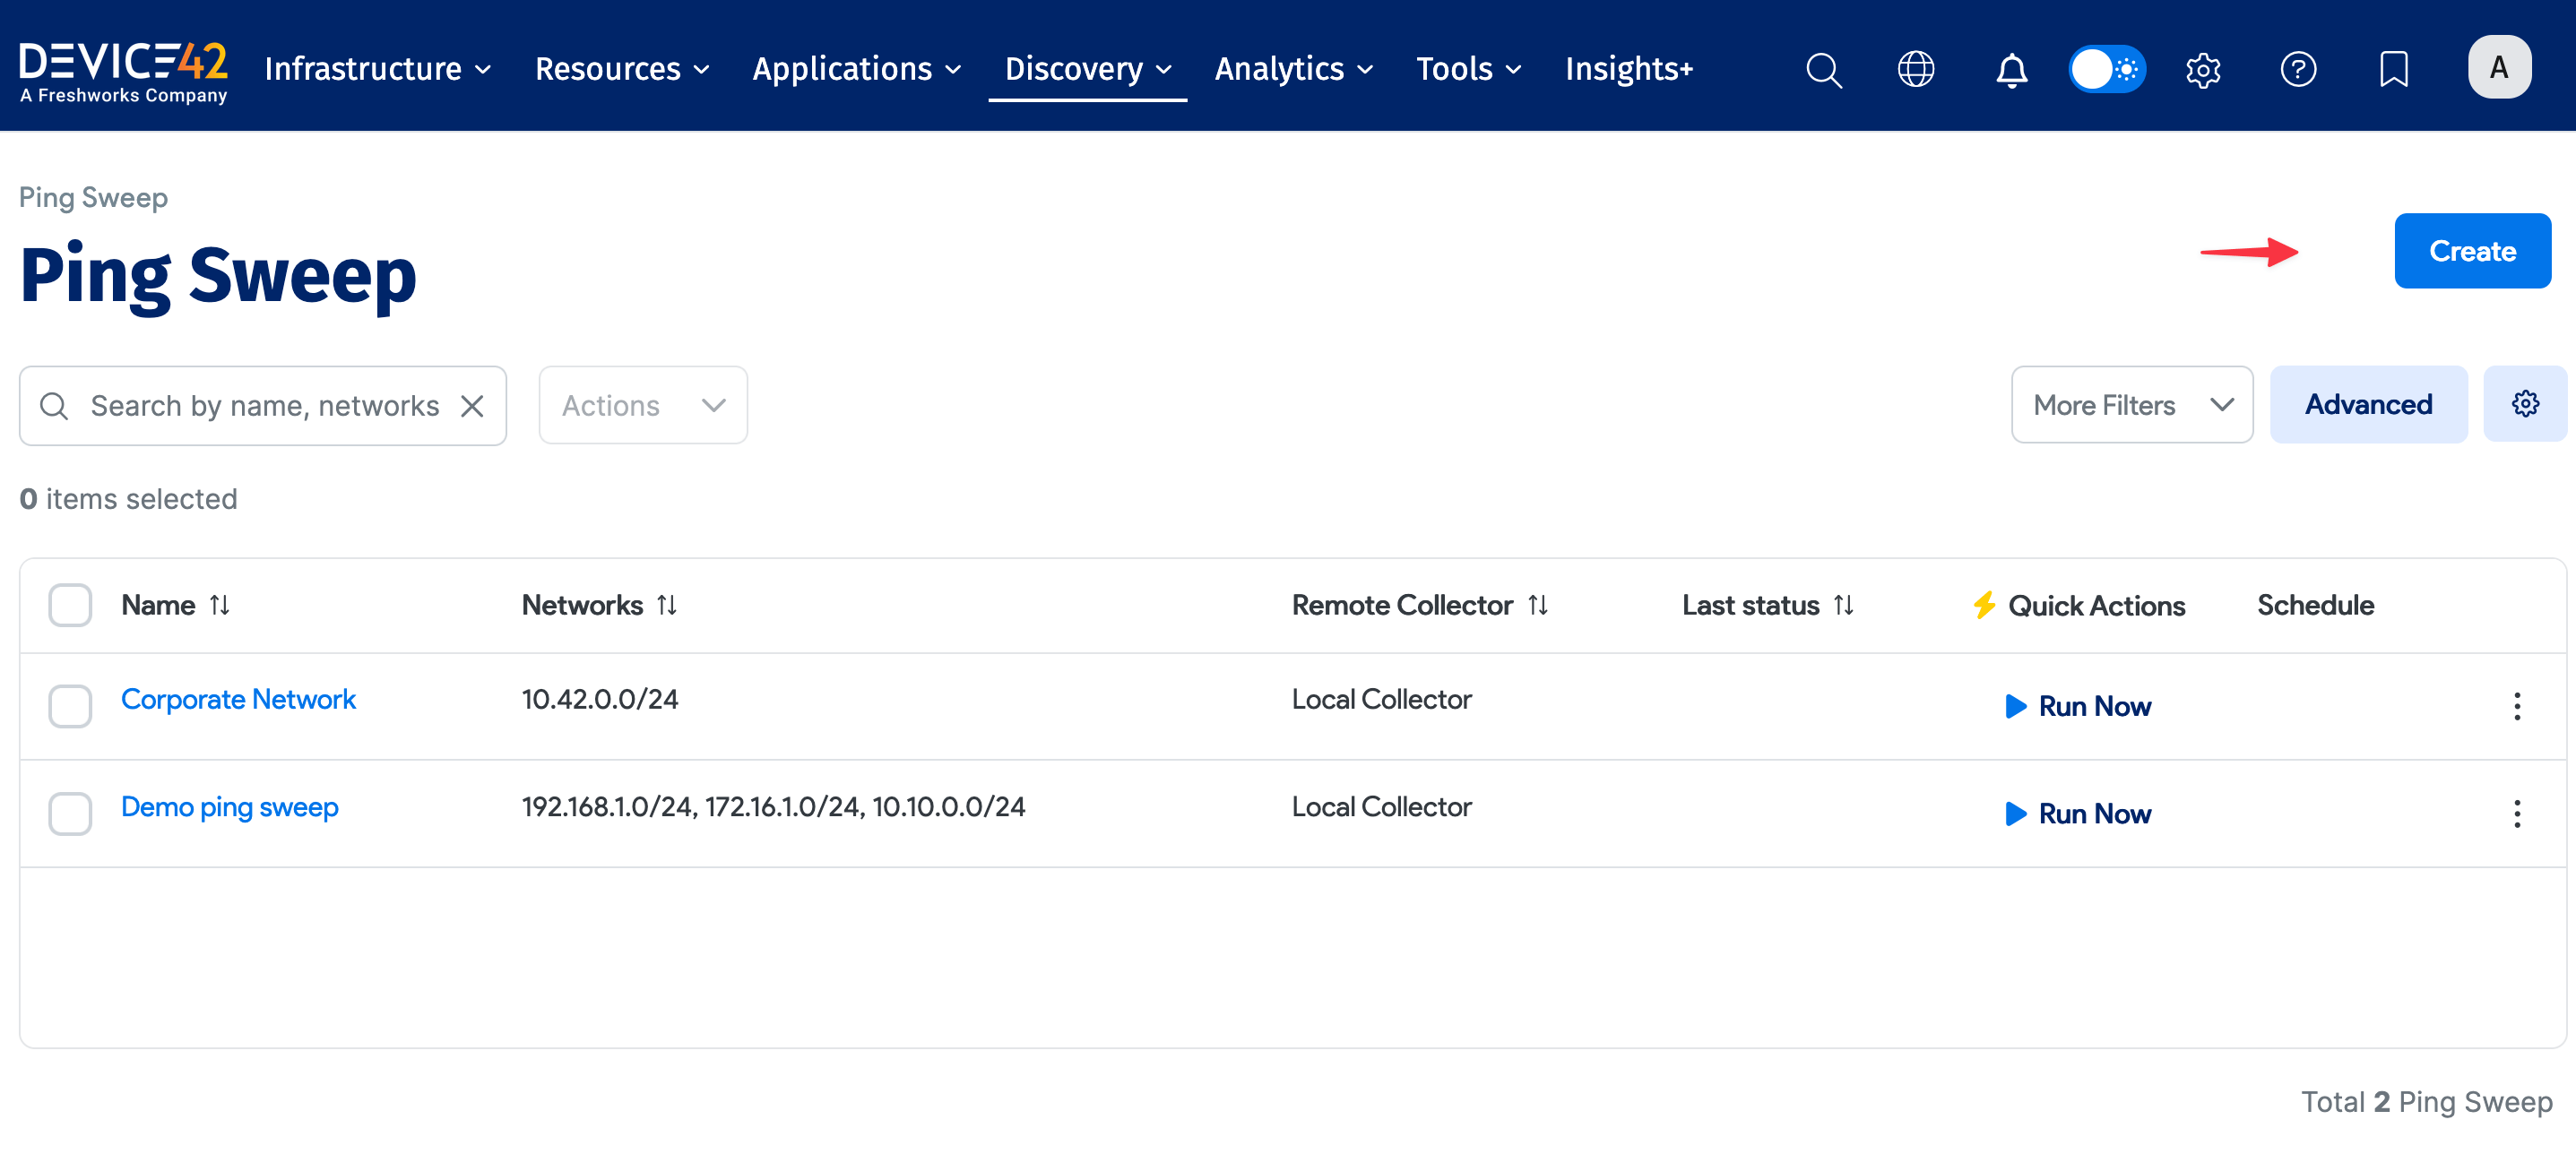 DEVICE42
A Freshworks Company
Infrastructure Resources Applications Discovery Analytics Tools Insights+
A
Ping Sweep
Ping Sweep
Create
Search by name, networks
Actions
More Filters
Advanced
0 items selected
Name Networks Remote Collector Last status Quick Actions Schedule
Corporate Network 10.42.0.0/24 Local Collector Run Now
Demo ping sweep 192.168.1.0/24, 172.16.1.0/24, 10.10.0.0/24 Local Collector Run Now
Total 2 Ping Sweep